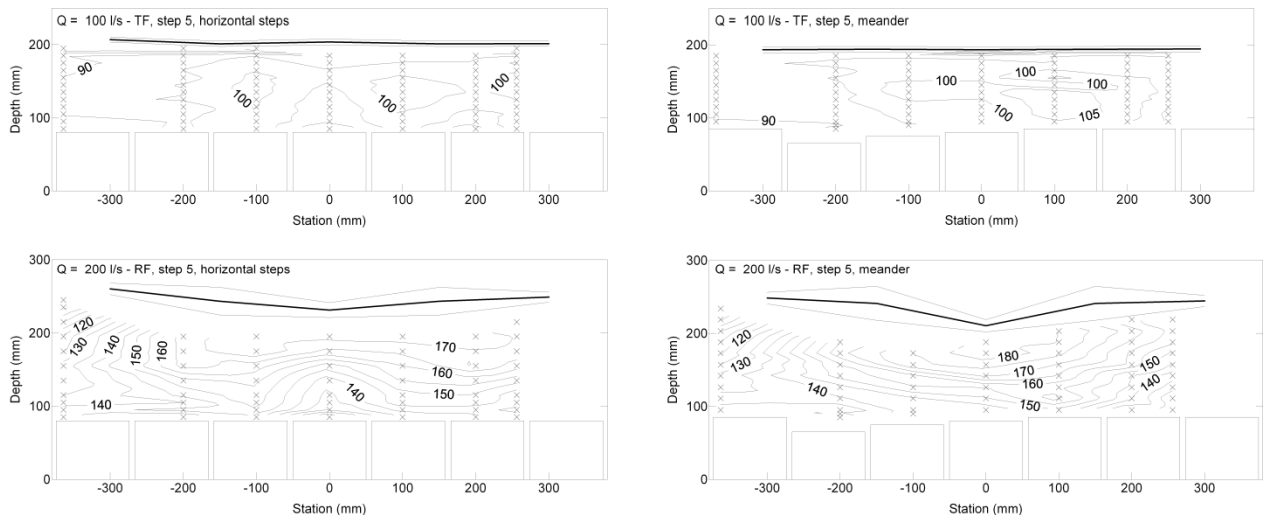 Q = 100 l/s - TF, step 5, horizontal steps
200
100
0
Depth (mm)
90
100
100
100
-300 -200 -100 0 100 200 300
Station (mm)
Q = 100 l/s - TF, step 5, meander
200
100
0
Depth (mm)
90
100
100
100
100
105
-300 -200 -100 0 100 200 300
Station (mm)
Q = 200 l/s - RF, step 5, horizontal steps
300
200
100
0
Depth (mm)
120
130
140
150
160
140
140
170
160
150
-300 -200 -100 0 100 200 300
Station (mm)
Q = 200 l/s - RF, step 5, meander
300
200
100
0
Depth (mm)
120
130
140
180
170
160
150
150
140
-300 -200 -100 0 100 200 300
Station (mm)